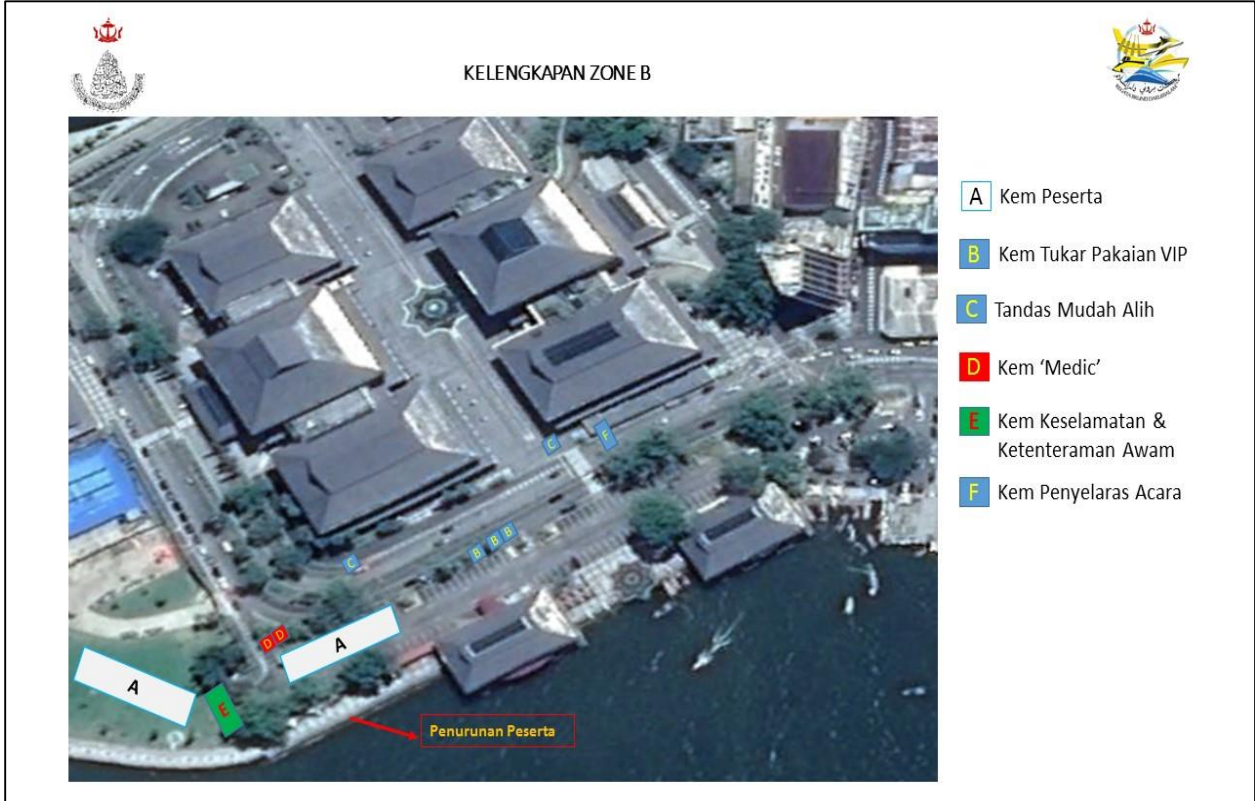 KELENGKAPAN ZONE B
A Kem Peserta
B Kem Tukar Pakaian VIP
C Tandas Mudah Alih
D Kem ‘Medic’
E Kem Keselamatan &
Ketenteraman Awam
F Kem Penyelaras Acara
C
F
B B B
C
D D
A
A
E
Penurunan Peserta